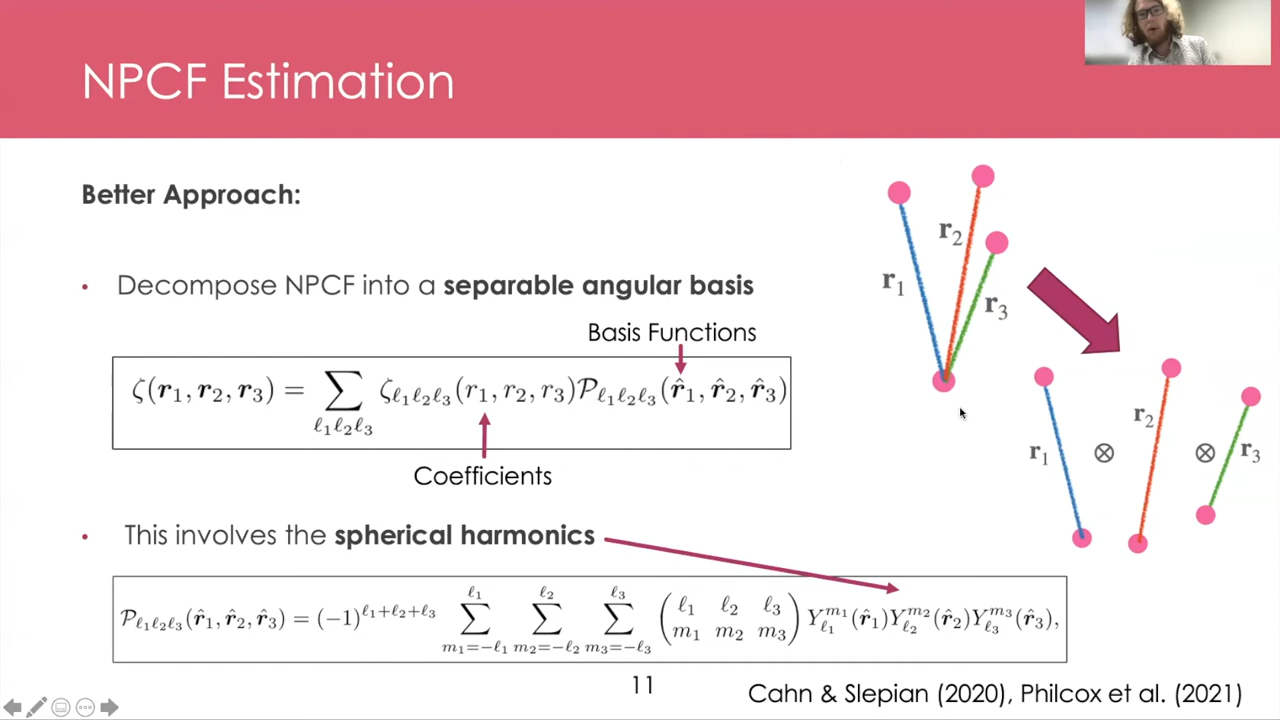 NPCF Estimation
Better Approach:
• Decompose NPCF into a separable angular basis
Basis Functions
ζ(r₁, r₂, r₃) = ∑_{ℓ₁ℓ₂ℓ₃} ζ_{ℓ₁ℓ₂ℓ₃}(r₁, r₂, r₃)𝒫_{ℓ₁ℓ₂ℓ₃}(r̂₁, r̂₂, r̂₃)
Coefficients
• This involves the spherical harmonics
𝒫_{ℓ₁ℓ₂ℓ₃}(r̂₁, r̂₂, r̂₃) = (−1)^{ℓ₁+ℓ₂+ℓ₃} ∑_{m₁=−ℓ₁}^{ℓ₁} ∑_{m₂=−ℓ₂}^{ℓ₂} ∑_{m₃=−ℓ₃}^{ℓ₃} (ℓ₁ ℓ₂ ℓ₃ / m₁ m₂ m₃) Y_{ℓ₁}^{m₁}(r̂₁)Y_{ℓ₂}^{m₂}(r̂₂)Y_{ℓ₃}^{m₃}(r̂₃),
r₁
r₂
r₃
r₁ ⊗ r₂ ⊗ r₃
11
Cahn & Slepian (2020), Philcox et al. (2021)